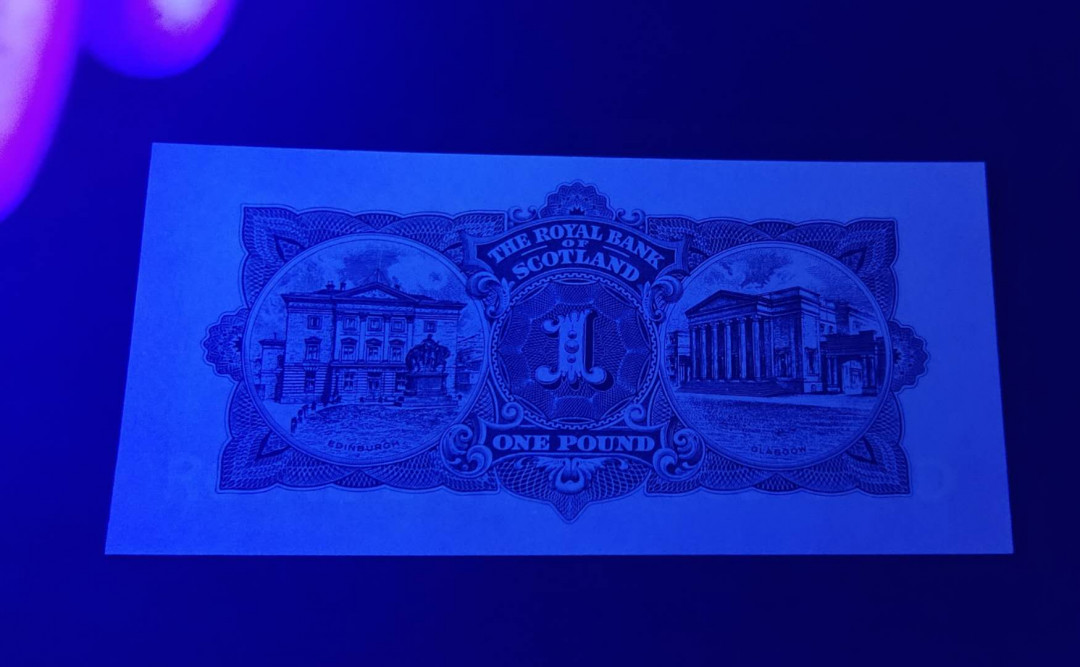 THE ROYAL BANK
OF
SCOTLAND
1
ONE POUND
EDINBURGH
GLASGOW